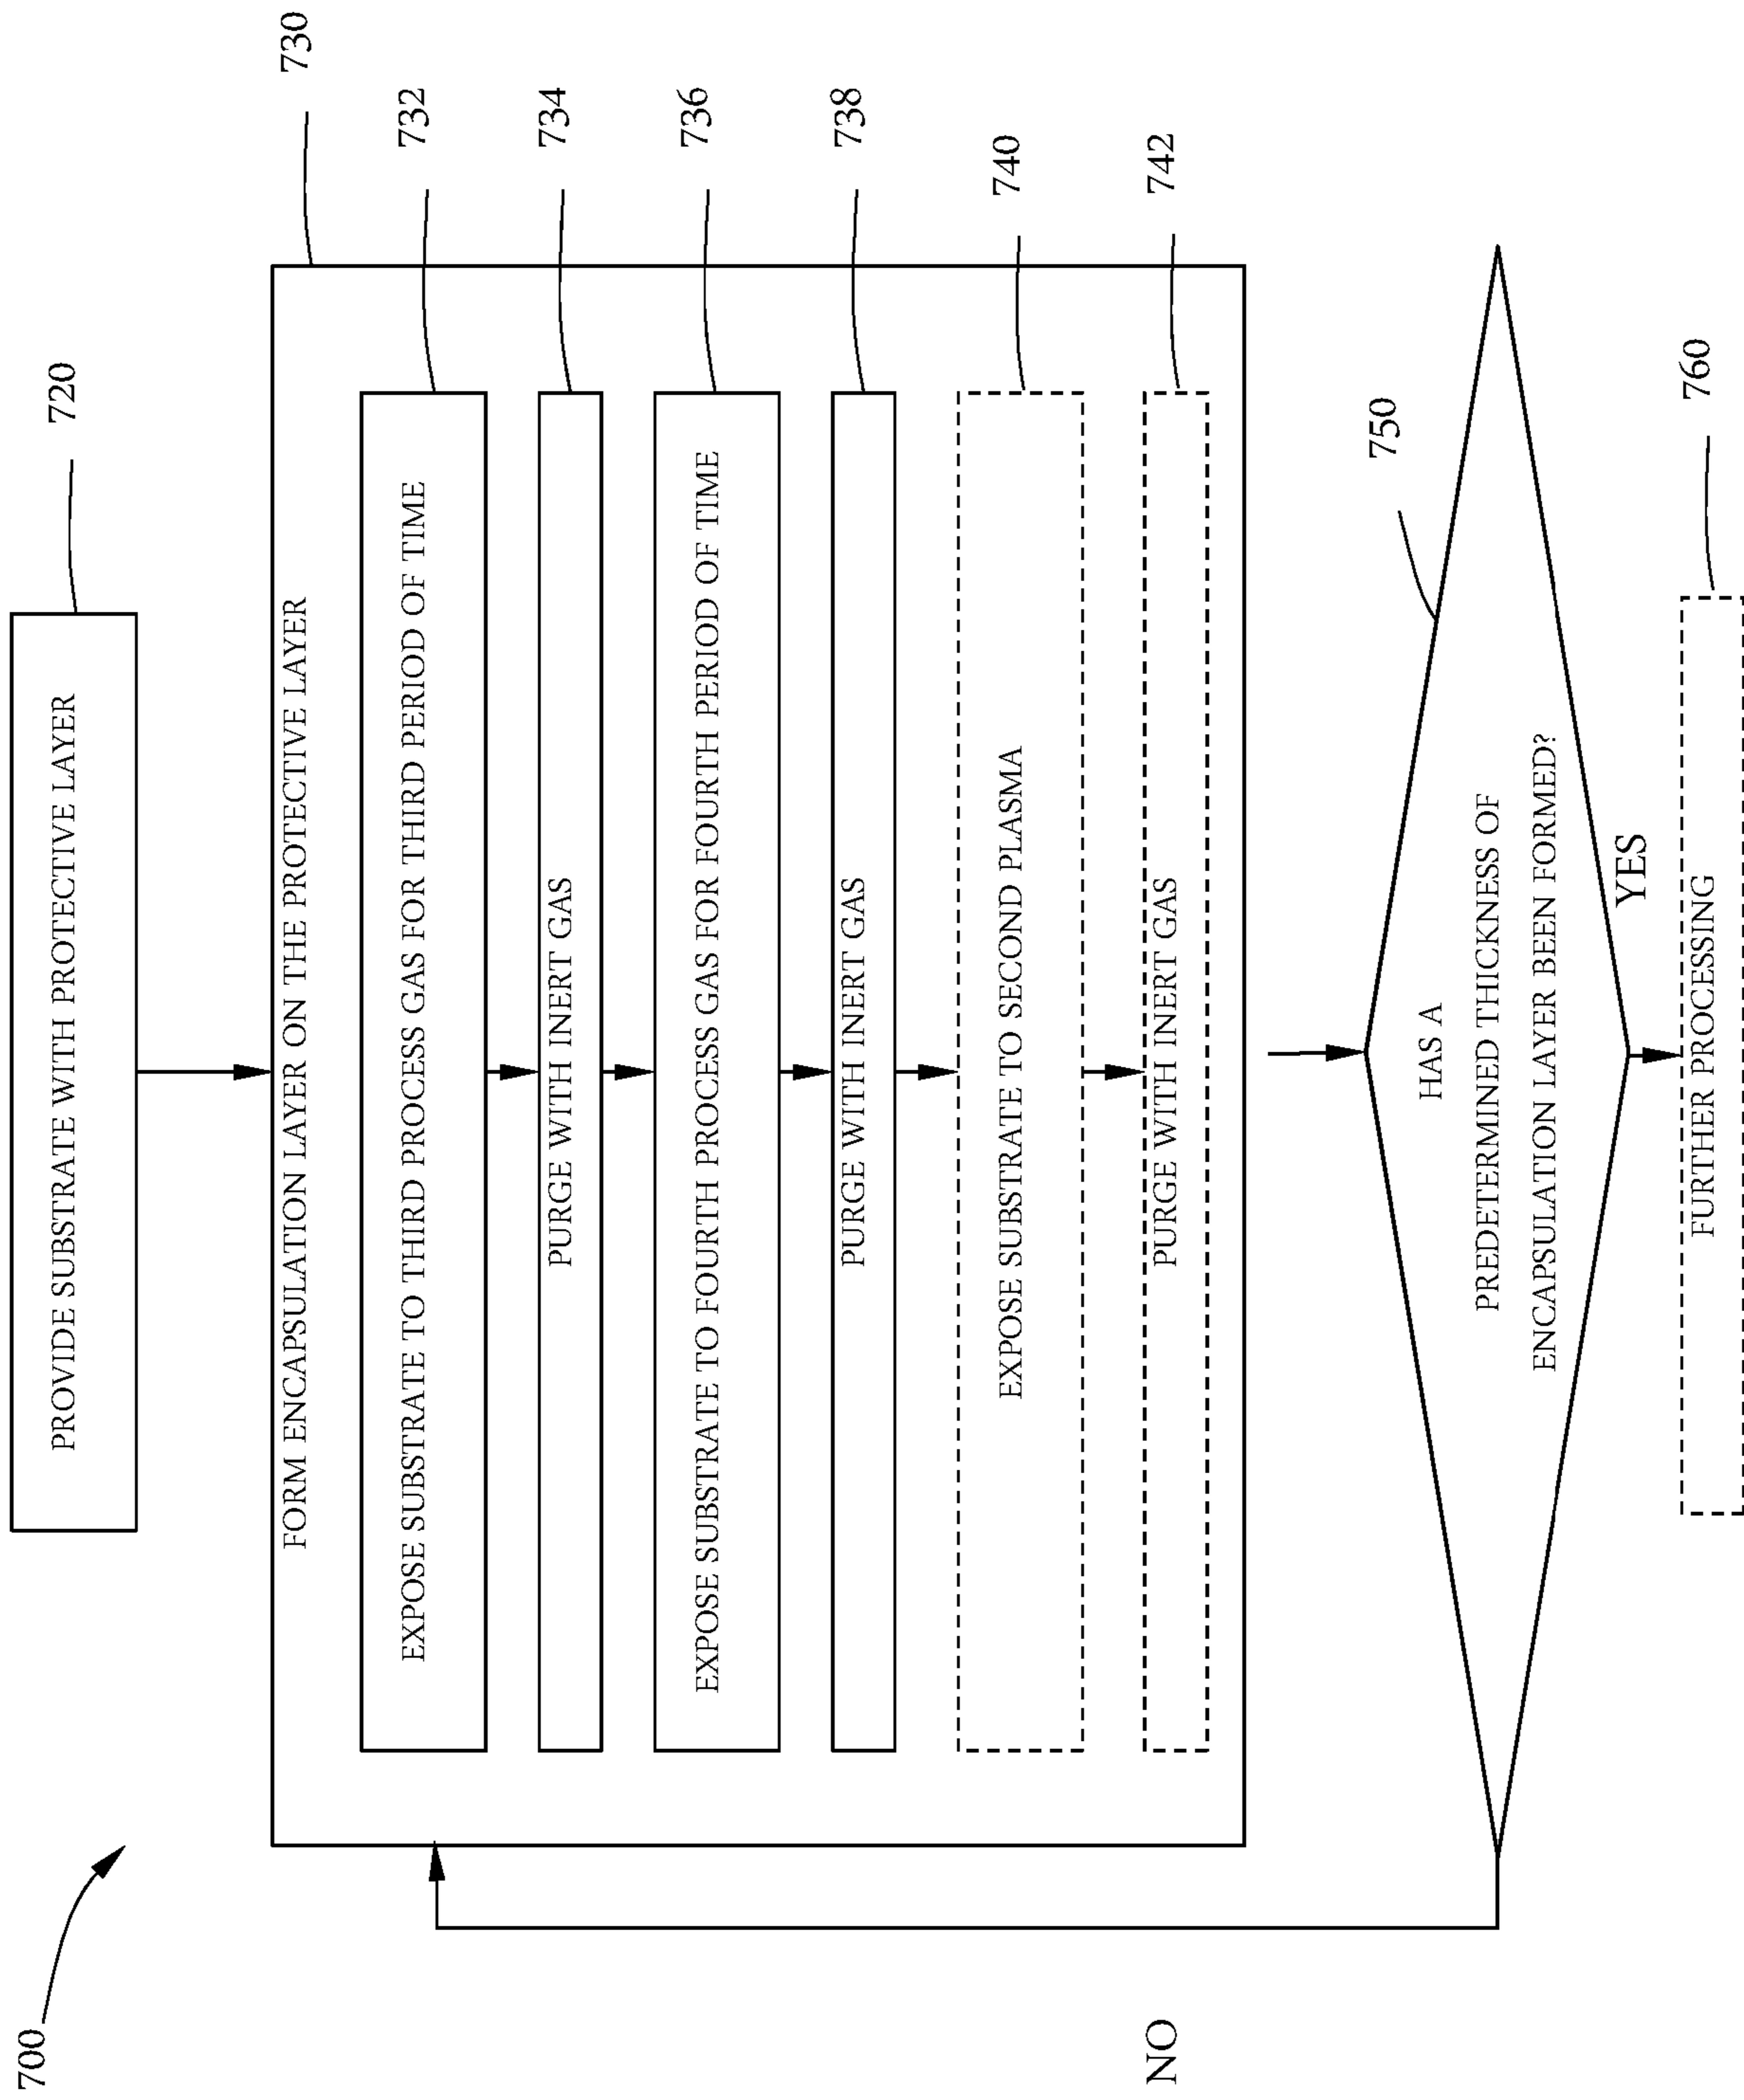 700
720
PROVIDE SUBSTRATE WITH PROTECTIVE LAYER
730
FORM ENCAPSULATION LAYER ON THE PROTECTIVE LAYER
732
EXPOSE SUBSTRATE TO THIRD PROCESS GAS FOR THIRD PERIOD OF TIME
734
PURGE WITH INERT GAS
736
EXPOSE SUBSTRATE TO FOURTH PROCESS GAS FOR FOURTH PERIOD OF TIME
738
PURGE WITH INERT GAS
740
EXPOSE SUBSTRATE TO SECOND PLASMA
742
PURGE WITH INERT GAS
NO
750
HAS A
PREDETERMINED THICKNESS OF
ENCAPSULATION LAYER BEEN FORMED?
YES
760
FURTHER PROCESSING